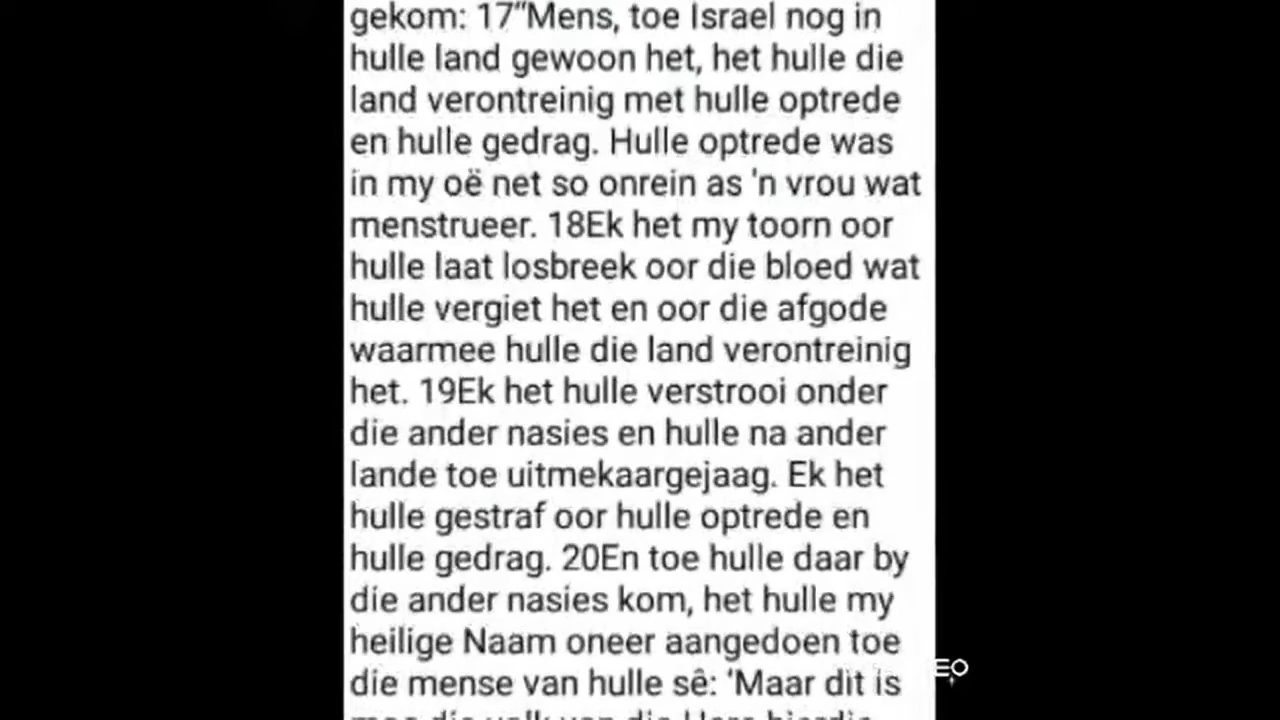 gekom: 17"Mens, toe Israel nog in
hulle land gewoon het, het hulle die
land verontreinig met hulle optrede
en hulle gedrag. Hulle optrede was
in my oë net so onrein as 'n vrou wat
menstrueer. 18Ek het my toorn oor
hulle laat losbreek oor die bloed wat
hulle vergiet het en oor die afgode
waarmee hulle die land verontreinig
het. 19Ek het hulle verstrooi onder
die ander nasies en hulle na ander
lande toe uitmekaargejaag. Ek het
hulle gestraf oor hulle optrede en
hulle gedrag. 20En toe hulle daar by
die ander nasies kom, het hulle my
heilige Naam oneer aangedoen toe
die mense van hulle sê: 'Maar dit is